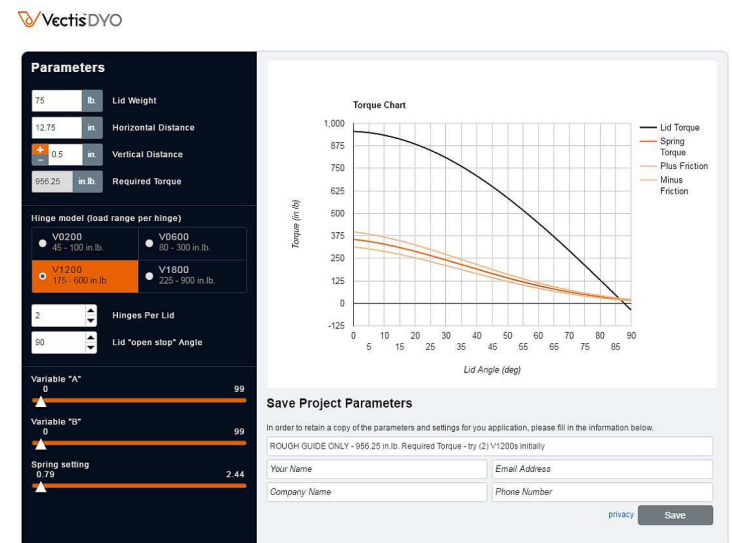 VectisDYO
Parameters
75 lb. Lid Weight
12.75 in. Horizontal Distance
+ − 0.5 in. Vertical Distance
956.25 in.lb. Required Torque
Hinge model (load range per hinge)
V0200 V0600
45 - 100 in.lb. 80 - 300 in.lb.
V1200 V1800
175 - 600 in.lb. 225 - 900 in.lb.
2 Hinges Per Lid
90 Lid "open stop" Angle
Variable "A"
0 99
Variable "B"
0 99
Spring setting
0.79 2.44
Torque Chart
Torque (in lb)
1,000
875
750
625
500
375
250
125
0
-125
0 10 20 30 40 50 60 70 80 90
5 15 25 35 45 55 65 75 85
Lid Angle (deg)
Lid Torque
Spring
Torque
Plus Friction
Minus
Friction
Save Project Parameters
In order to retain a copy of the parameters and settings for you application, please fill in the information below.
ROUGH GUIDE ONLY - 956.25 in.lb. Required Torque - try (2) V1200s initially
Your Name Email Address
Company Name Phone Number
privacy Save